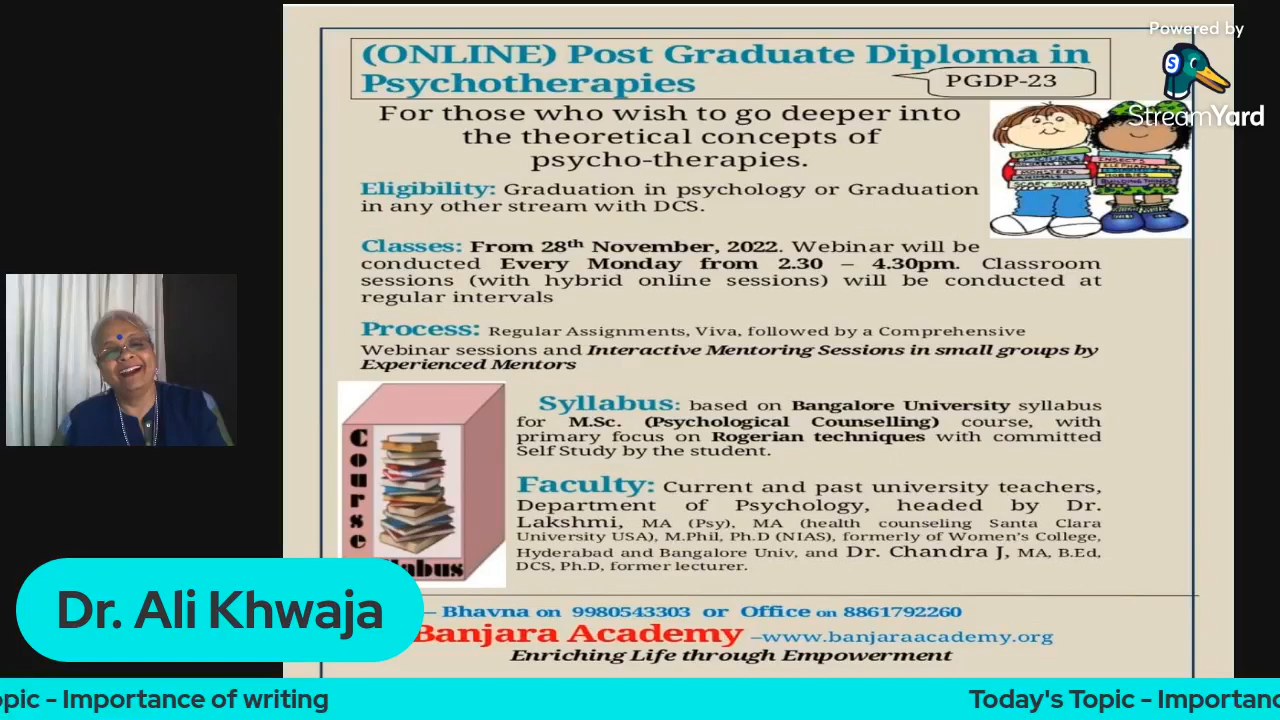 Powered by
StreamYard
(ONLINE) Post Graduate Diploma in
Psychotherapies
PGDP-23
For those who wish to go deeper into
the theoretical concepts of
psycho-therapies.
Eligibility: Graduation in psychology or Graduation
in any other stream with DCS.
Classes: From 28th November, 2022. Webinar will be
conducted Every Monday from 2.30 – 4.30pm. Classroom
sessions (with hybrid online sessions) will be conducted at
regular intervals
Process: Regular Assignments, Viva, followed by a Comprehensive
Webinar sessions and Interactive Mentoring Sessions in small groups by
Experienced Mentors
Course
Syllabus: based on Bangalore University syllabus
for M.Sc. (Psychological Counselling) course, with
primary focus on Rogerian techniques with committed
Self Study by the student.
Faculty: Current and past university teachers,
Department of Psychology, headed by Dr.
Lakshmi, MA (Psy), MA (health counseling Santa Clara
University USA), M.Phil, Ph.D (NIAS), formerly of Women's College,
Hyderabad and Bangalore Univ, and Dr. Chandra J, MA, B.Ed,
DCS, Ph.D, former lecturer.
– Bhavna on 9980543303 or Office on 8861792260
Banjara Academy –www.banjaraacademy.org
Enriching Life through Empowerment
Dr. Ali Khwaja
opic - Importance of writing
Today's Topic - Importanc